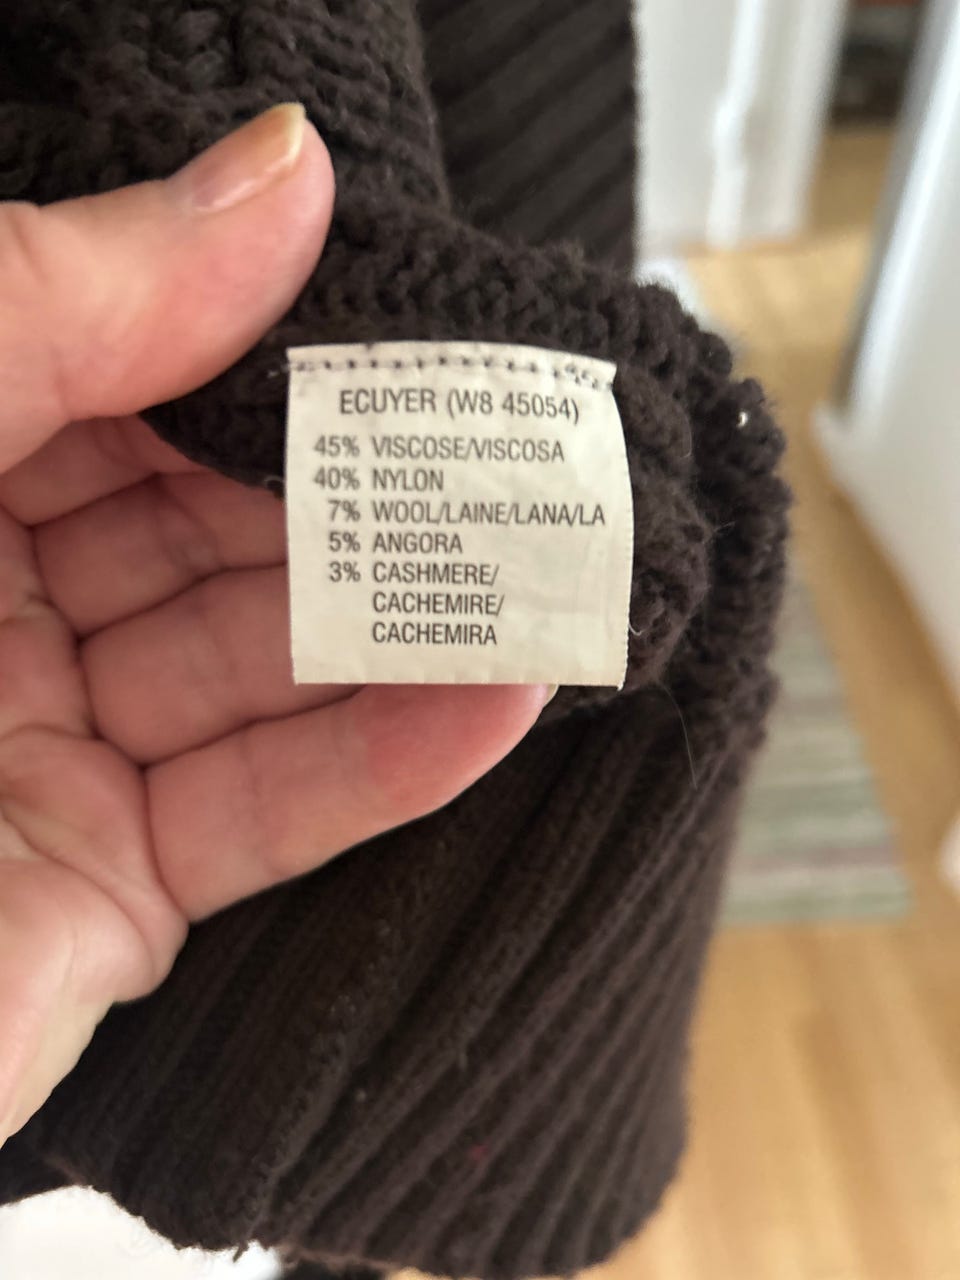 ECUYER (W8 45054)
45% VISCOSE/VISCOSA
40% NYLON
7% WOOL/LAINE/LANA/LA
5% ANGORA
3% CASHMERE/
CACHEMIRE/
CACHEMIRA